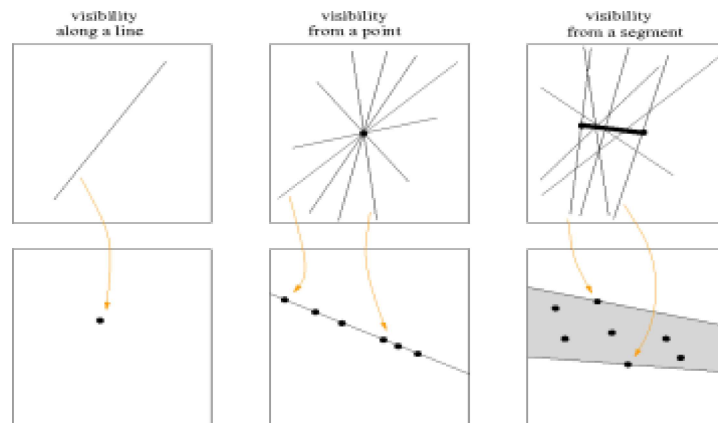 visibility
along a line
visibility
from a point
visibility
from a segment